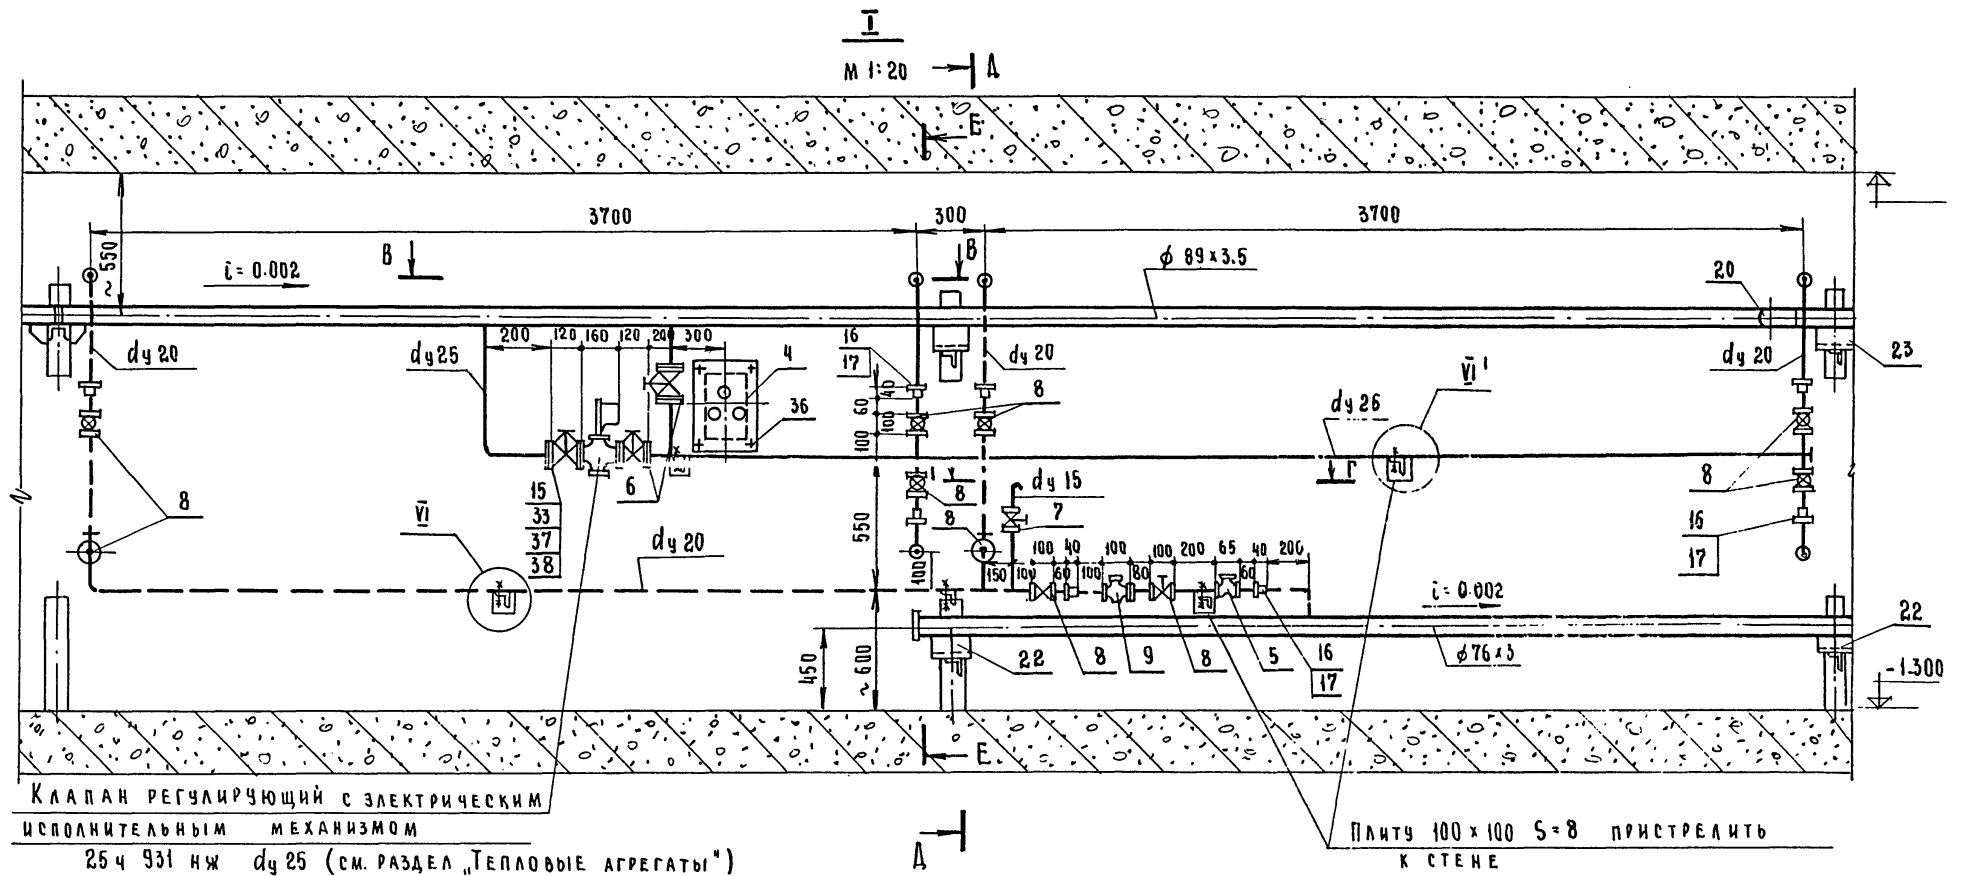 I
М 1:20
Д
Е
3700
300
3700
~550
В
В
i=0.002
ϕ 89×3.5
20
200
120
160
120
200
300
16
17
dy 20
dy25
4
dy 20
dy 20
23
VI
40
60
100
100
8
36
dy 26
Г
15
33
37
38
6
8
8
VI
dy 20
550
8
dy 15
7
8
16
17
100
40
100
100
200
65
40
200
150
100
60
100
80
60
100
i=0.002
450
~600
22
8
9
8
5
16
17
ϕ76×3
22
-1.300
Е
Клапан регулирующий с электрическим
исполнительным механизмом
25ч 931 нж dy 25 (см. раздел „Тепловые агрегаты")
Д
Плиту 100×100 S=8 пристрелить
к стене